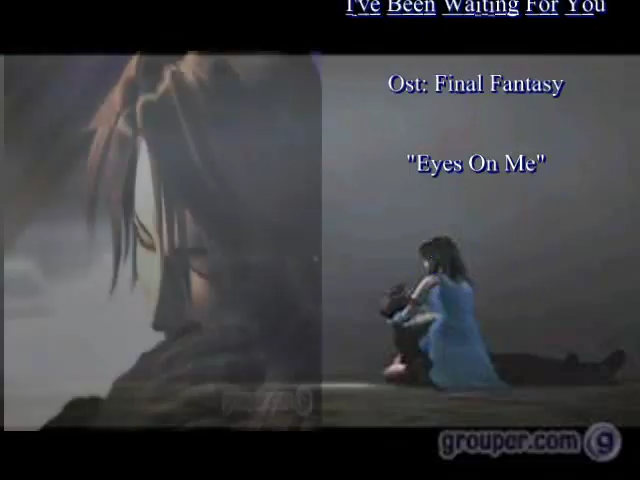 I've Been Waiting For You
Ost: Final Fantasy
"Eyes On Me"
grouper.com g